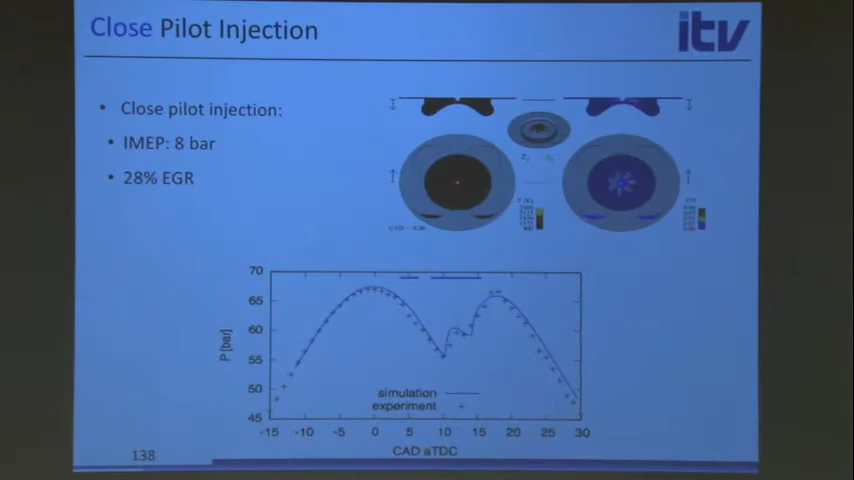 Close Pilot Injection
itv
• Close pilot injection:
• IMEP: 8 bar
• 28% EGR
T [K]
CAD
70
65
60
55
50
45
P [bar]
simulation
experiment
-15 -10 -5 0 5 10 15 20 25 30
CAD aTDC
138